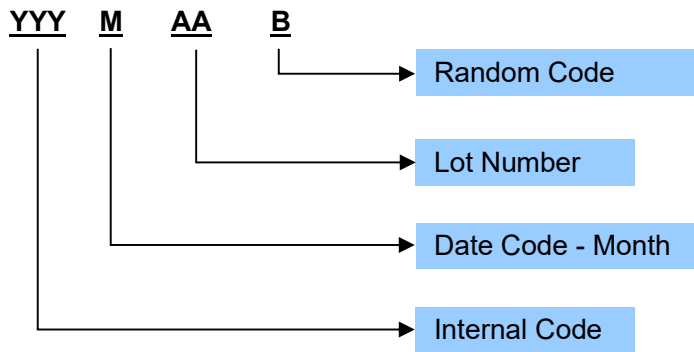 YYY M AA B
Random Code
Lot Number
Date Code - Month
Internal Code